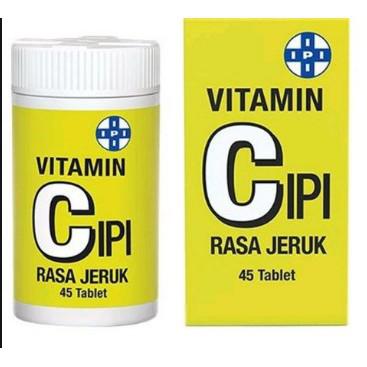 IPI
VITAMIN
CIPI
RASA JERUK
45 Tablet
IPI
VITAMIN
CIPI
RASA JERUK
45 Tablet